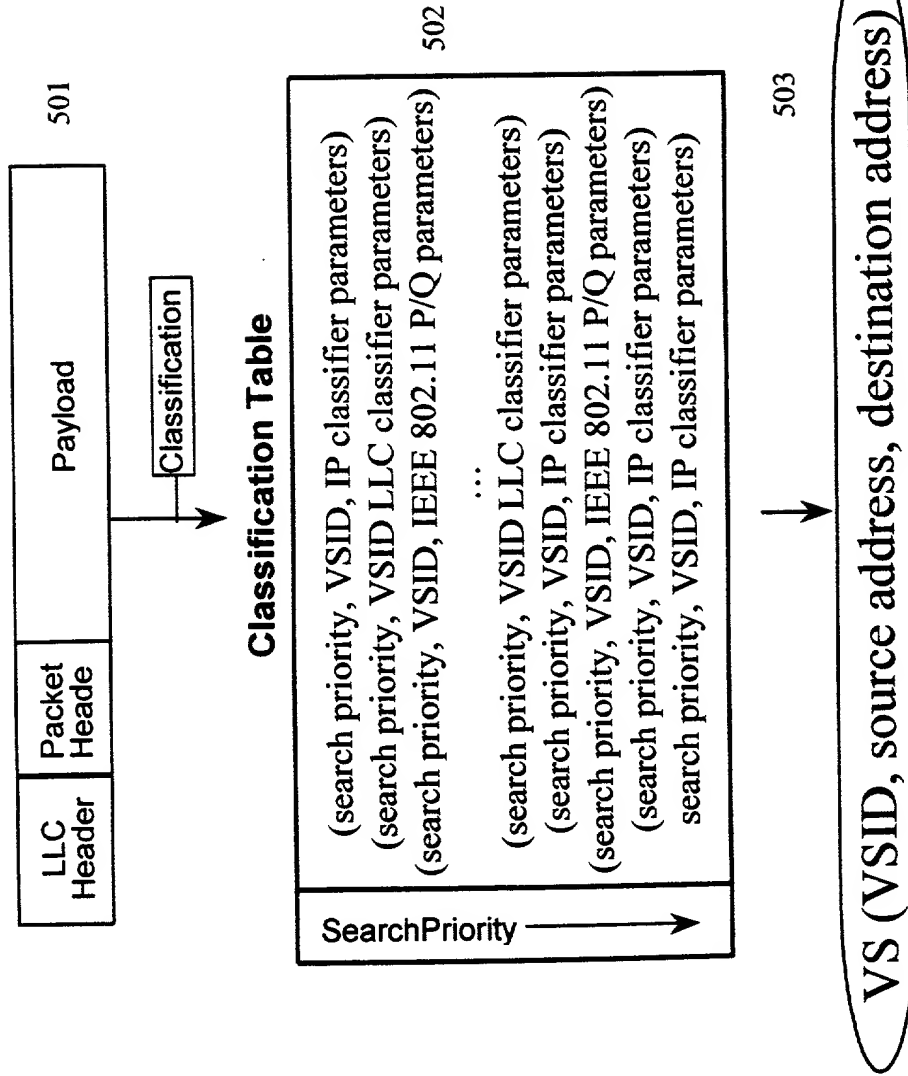 LLC
Header
Packet
Heade
Payload
501
Classification
Classification Table
502
SearchPriority
(search priority, VSID, IP classifier parameters)
(search priority, VSID LLC classifier parameters)
(search priority, VSID, IEEE 802.11 P/Q parameters)
...
(search priority, VSID LLC classifier parameters)
(search priority, VSID, IP classifier parameters)
(search priority, VSID, IEEE 802.11 P/Q parameters)
(search priority, VSID, IP classifier parameters)
search priority, VSID, IP classifier parameters)
503
VS (VSID, source address, destination address)